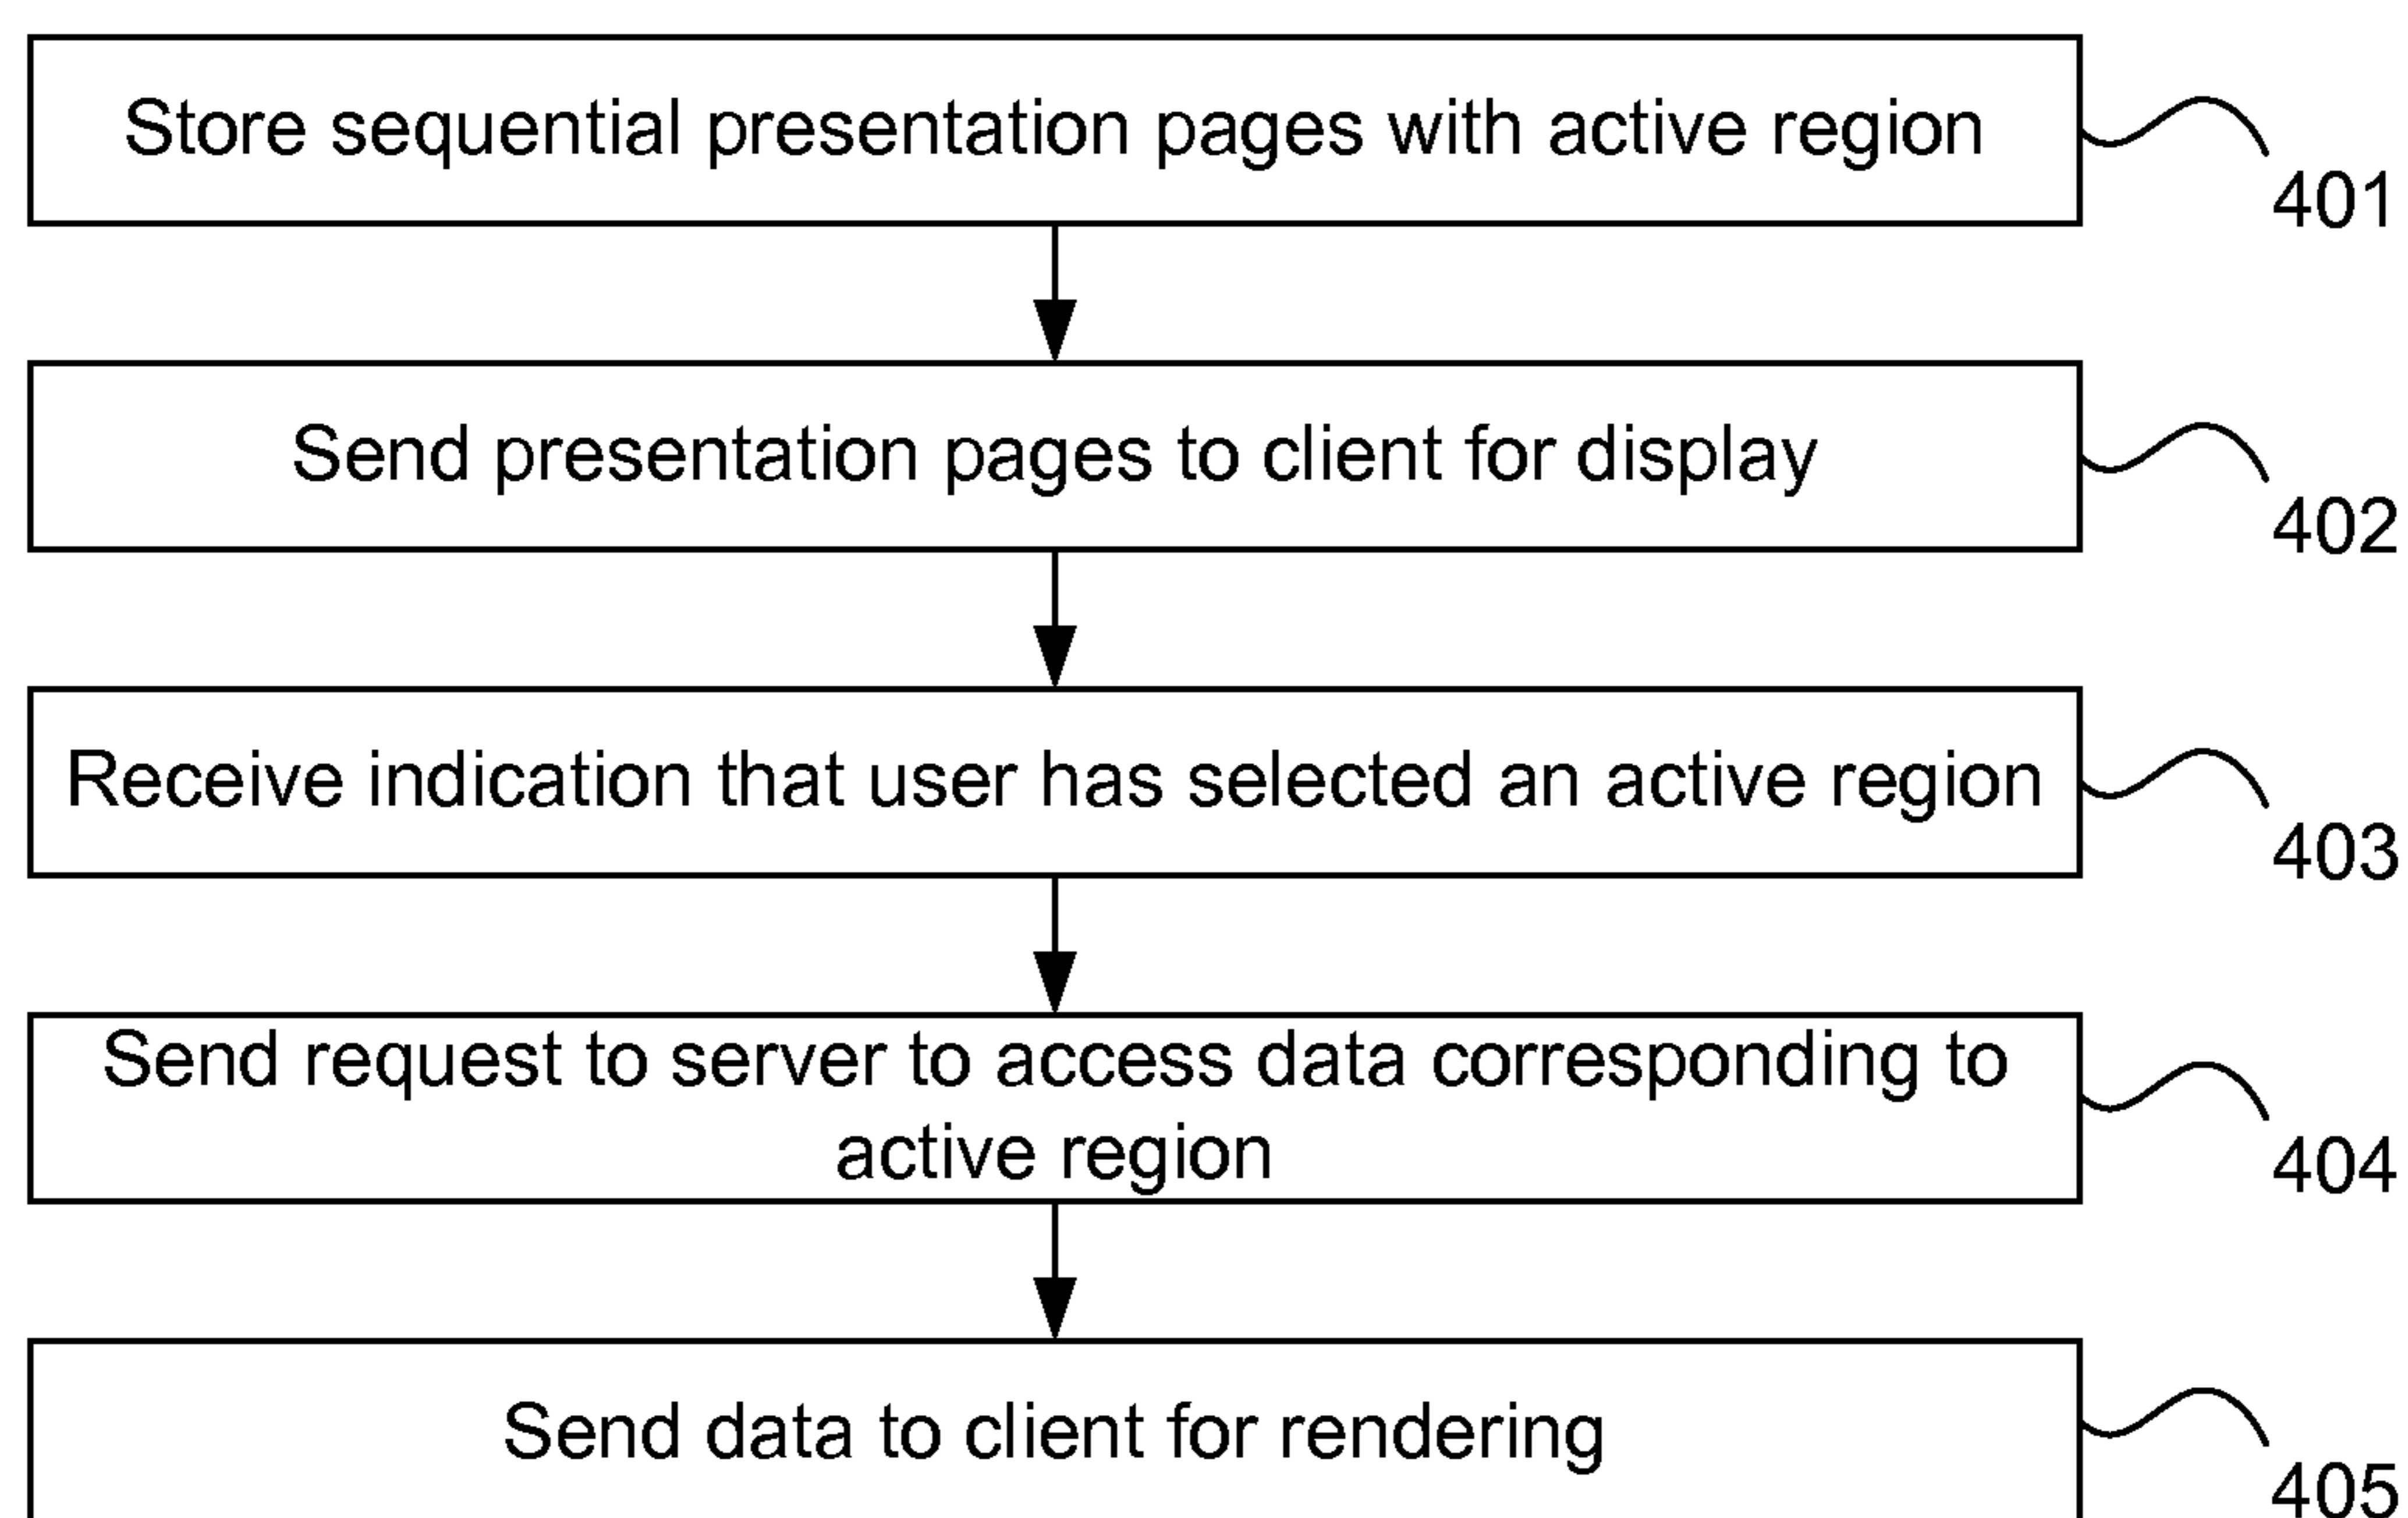 Store sequential presentation pages with active region
401
Send presentation pages to client for display
402
Receive indication that user has selected an active region
403
Send request to server to access data corresponding to
active region
404
Send data to client for rendering
405